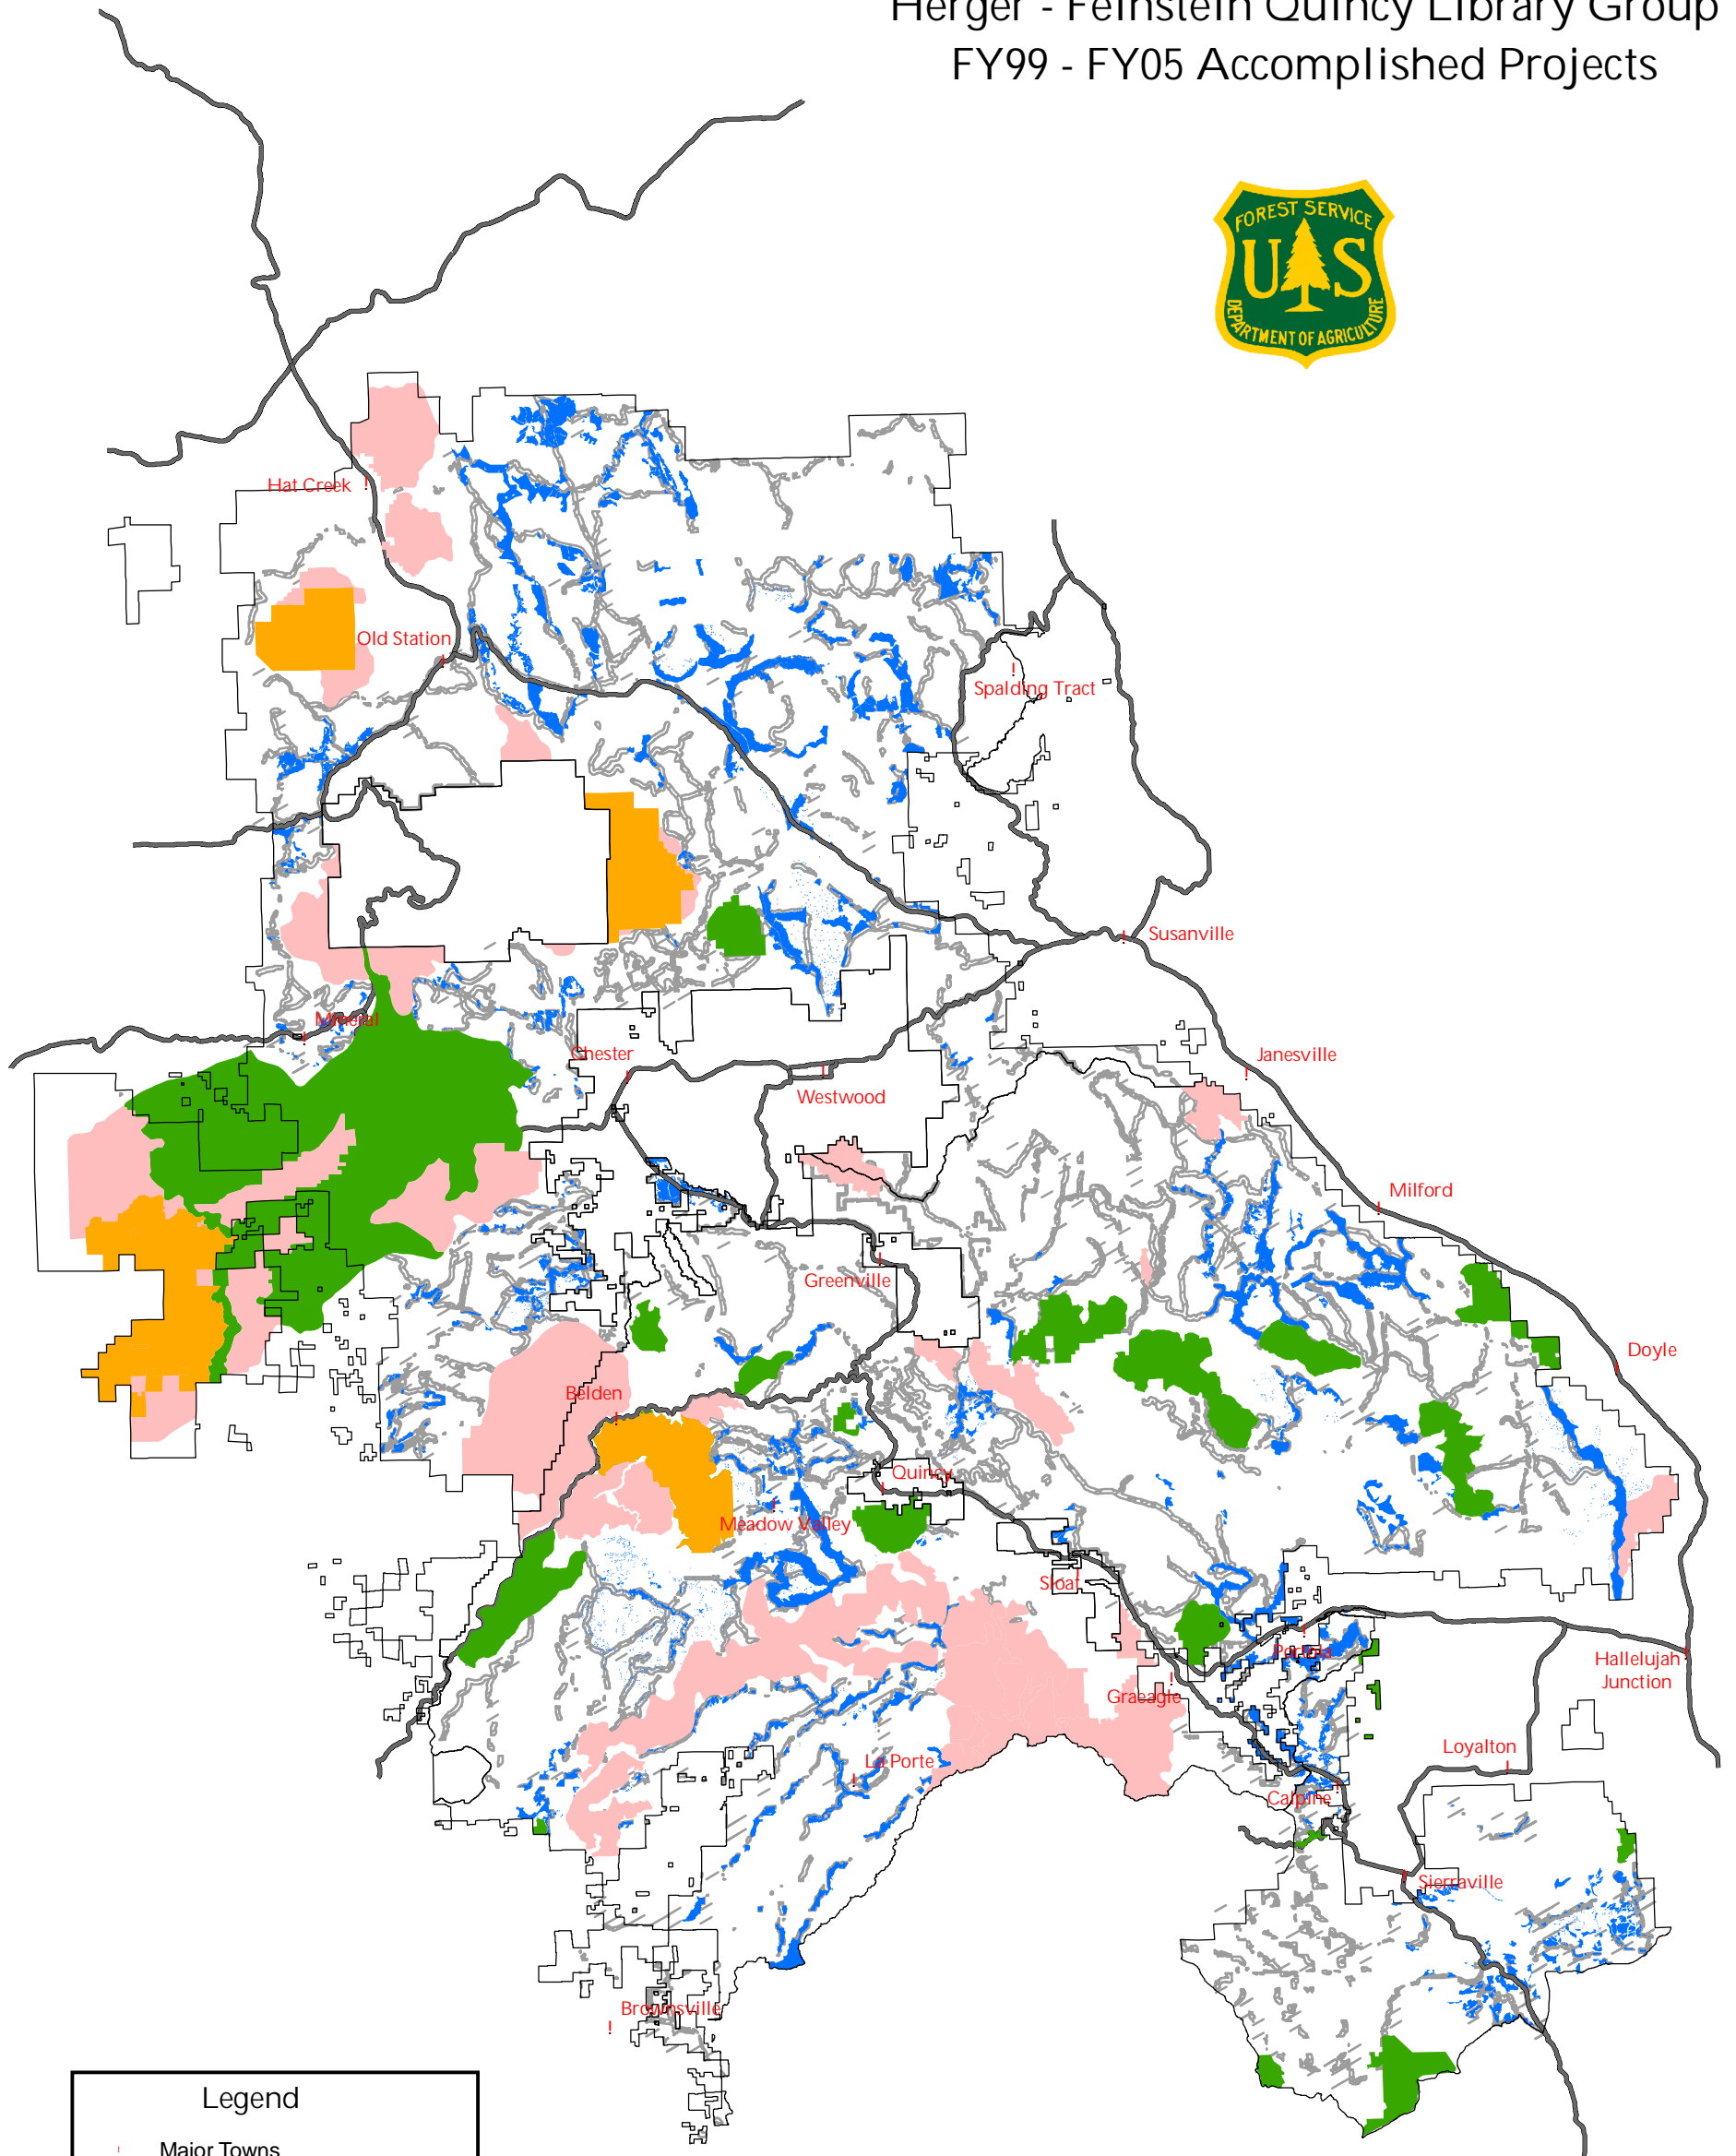 Herger - Feinstein Quincy Library Group
FY99 - FY05 Accomplished Projects
FOREST SERVICE
U S
DEPARTMENT OF AGRICULTURE
Hat Creek
Old Station
Spalding Tract
Susanville
Mineral
Chester
Janesville
Westwood
Milford
Greenville
Doyle
Belden
Quincy
Meadow Valley
Sloat
Portola
Hallelujah
Junction
Graeagle
Loyalton
La Porte
Calpine
Sierraville
Brownsville
Legend
! Major Towns